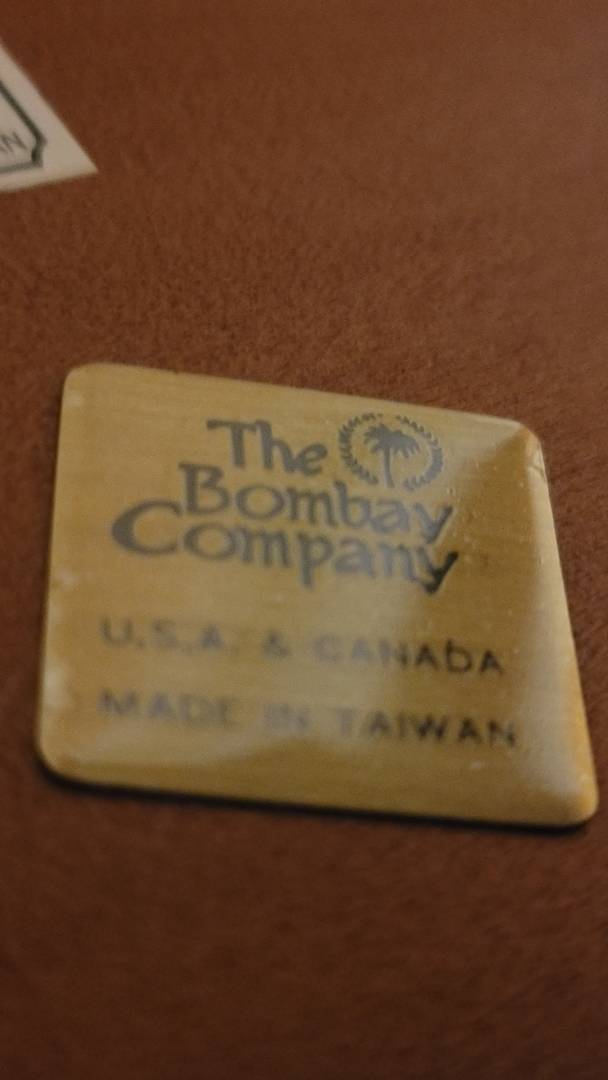 The
Bombay
Company
U.S.A. & CANADA
MADE IN TAIWAN